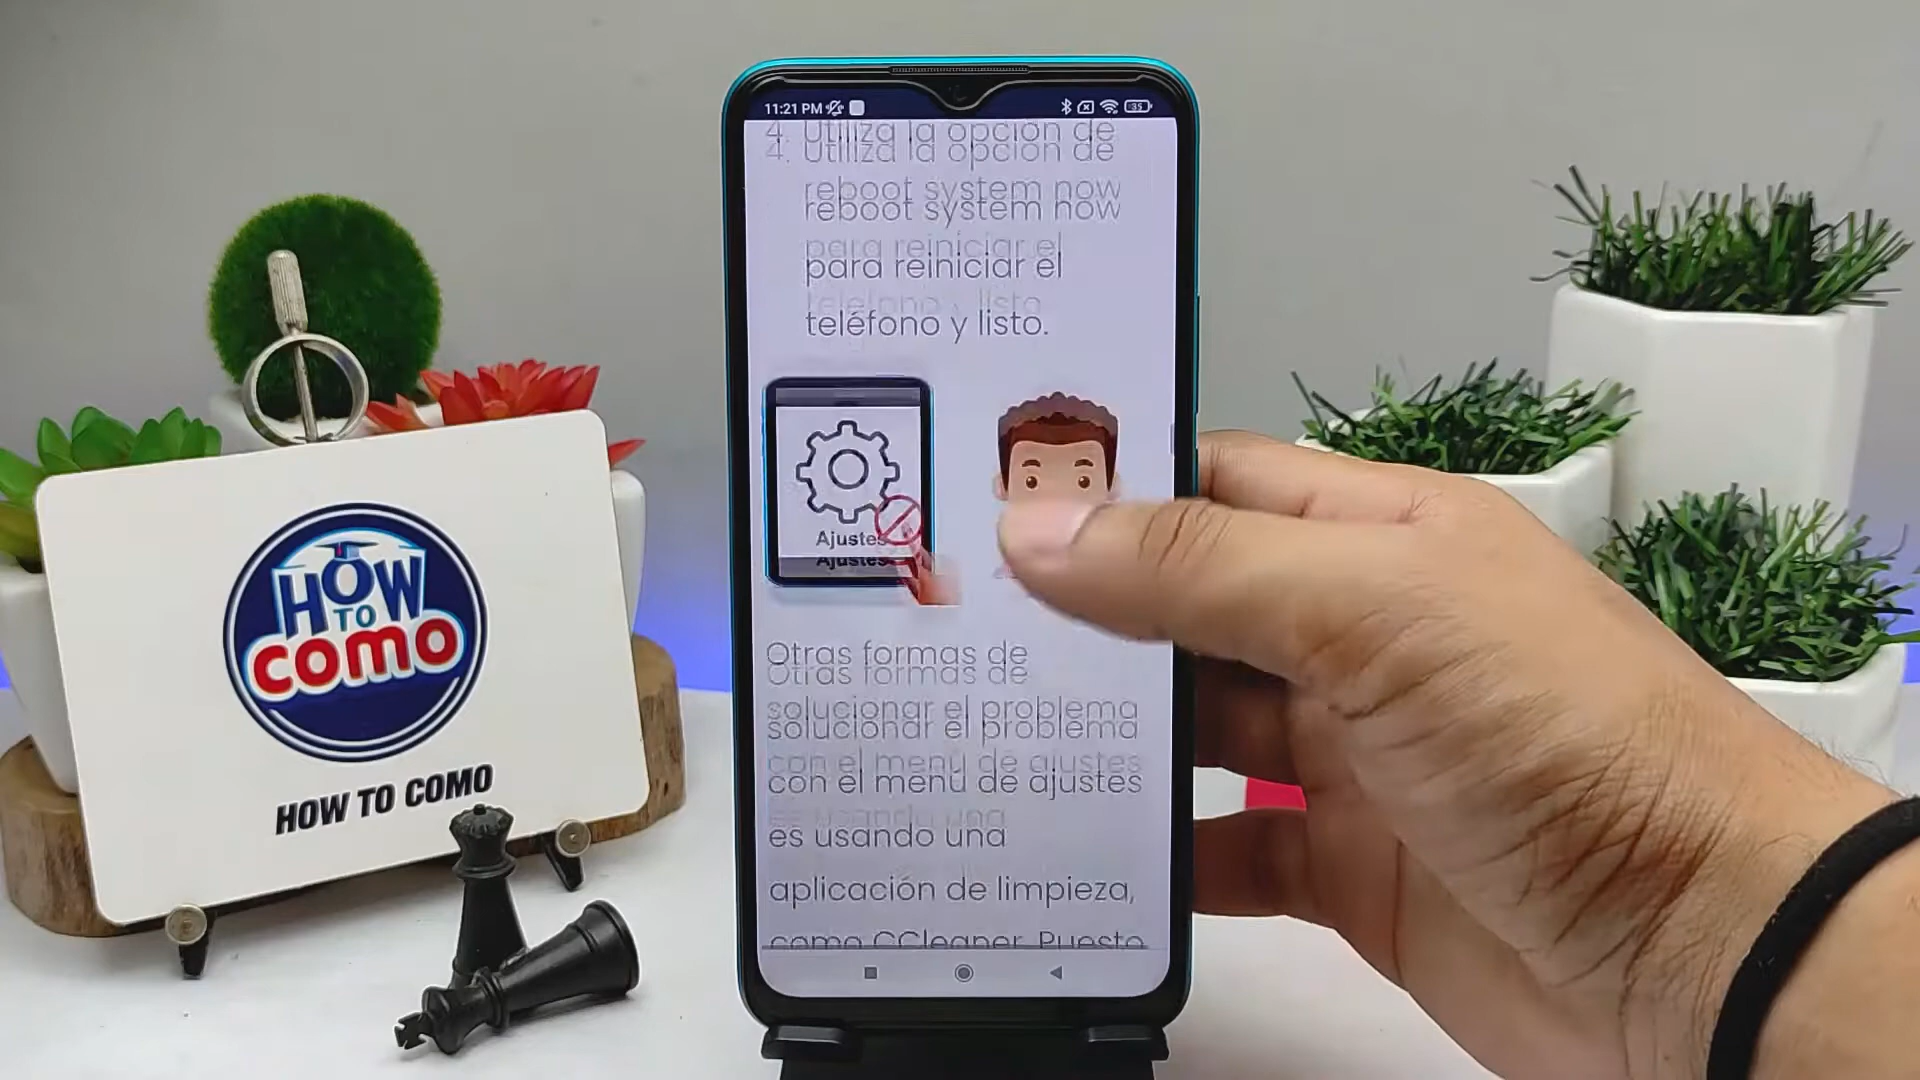 11:21 PM
35
4. Utiliza la opción de
reboot system now
para reiniciar el
teléfono y listo.
Ajustes
Otras formas de
solucionar el problema
con el menú de ajustes
es usando una
aplicación de limpieza,
como CCleaner. Puesto
HOW
TO
como
HOW TO COMO